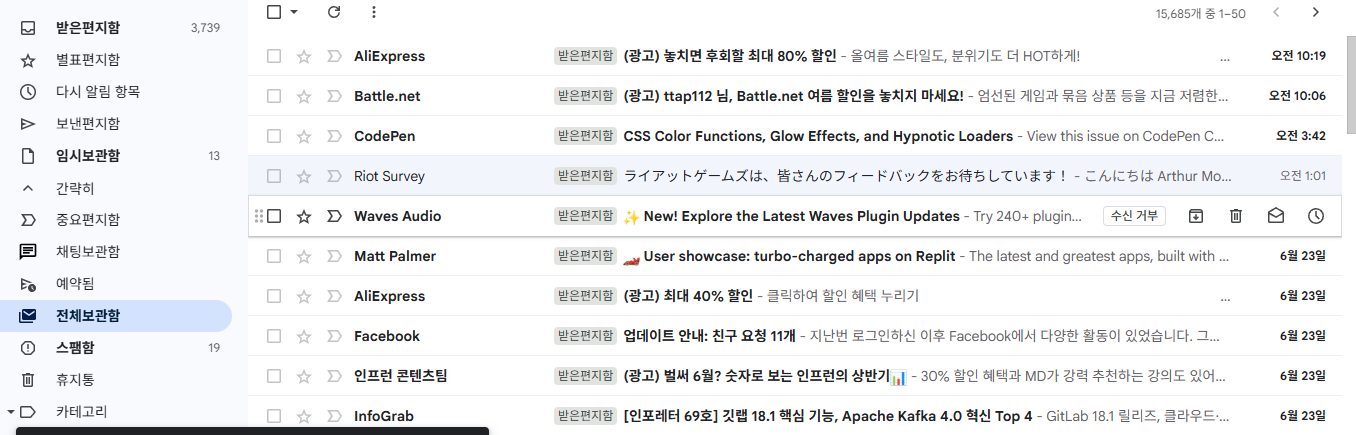 15,685개 중 1–50
받은편지함 3,739
별표편지함
다시 알림 항목
보낸편지함
임시보관함 13
간략히
중요편지함
채팅보관함
예약됨
전체보관함
스팸함 19
휴지통
카테고리
AliExpress 받은편지함 (광고) 놓치면 후회할 최대 80% 할인 - 올여름 스타일도, 분위기도 더 HOT하게! ... 오전 10:19
Battle.net 받은편지함 (광고) ttap112 님, Battle.net 여름 할인을 놓치지 마세요! - 엄선된 게임과 묶음 상품 등을 지금 저렴한... 오전 10:06
CodePen 받은편지함 CSS Color Functions, Glow Effects, and Hypnotic Loaders - View this issue on CodePen C... 오전 3:42
Riot Survey 받은편지함 ライアットゲームズは、皆さんのフィードバックをお待ちしています！ - こんにちは Arthur Mo... 오전 1:01
Waves Audio 받은편지함 ✨ New! Explore the Latest Waves Plugin Updates - Try 240+ plugin... 수신 거부
Matt Palmer 받은편지함 🏎️ User showcase: turbo-charged apps on Replit - The latest and greatest apps, built with ... 6월 23일
AliExpress 받은편지함 (광고) 최대 40% 할인 - 클릭하여 할인 혜택 누리기 ... 6월 23일
Facebook 받은편지함 업데이트 안내: 친구 요청 11개 - 지난번 로그인하신 이후 Facebook에서 다양한 활동이 있었습니다. 그... 6월 23일
인프런 콘텐츠팀 받은편지함 (광고) 벌써 6월? 숫자로 보는 인프런의 상반기📊 - 30% 할인 혜택과 MD가 강력 추천하는 강의도 있어... 6월 23일
InfoGrab 받은편지함 [인포레터 69호] 깃랩 18.1 핵심 기능, Apache Kafka 4.0 혁신 Top 4 - GitLab 18.1 릴리즈, 클라우드·... 6월 23일